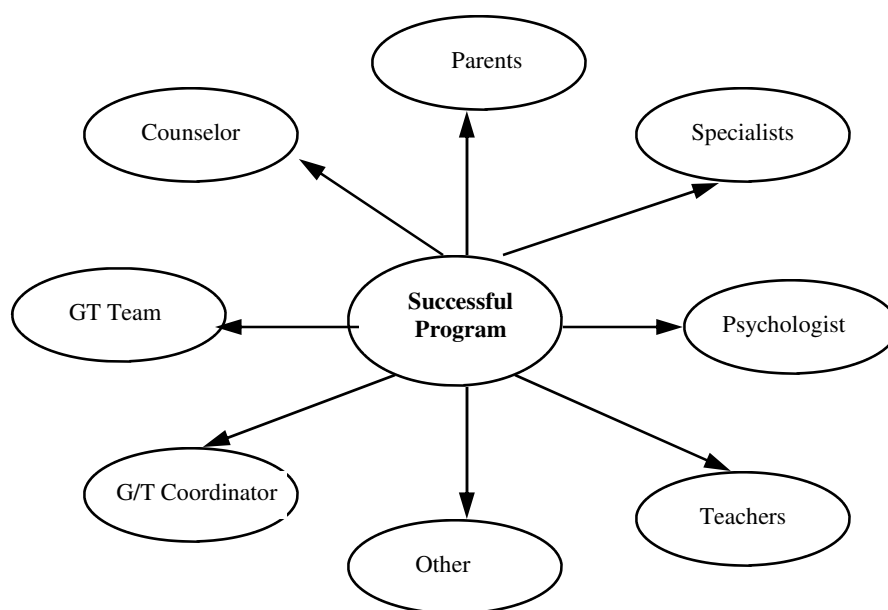 Parents
Counselor
Specialists
GT Team
Successful
Program
Psychologist
G/T Coordinator
Teachers
Other